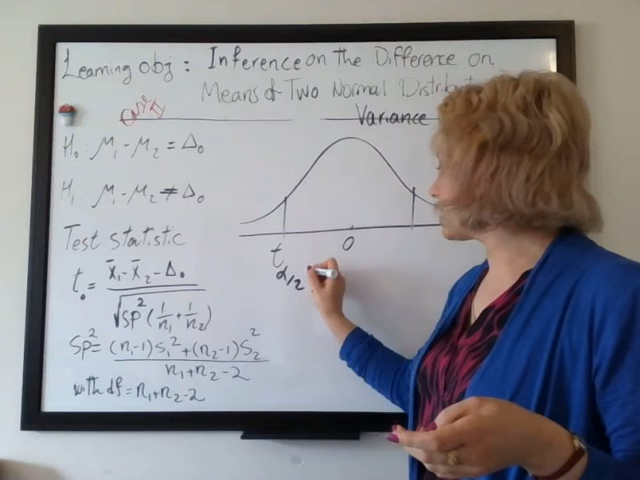 Learning obj: Inference on the Difference on
Means of Two Normal
Variance
H₀: μ₁ - μ₂ = Δ₀
H₁: μ₁ - μ₂ ≠ Δ₀
Test statistic
t₀ = (x̄₁ - x̄₂ - Δ₀) / √(Sp²(1/n₁ + 1/n₂))
Sp² = ((n₁-1)S₁² + (n₂-1)S₂²) / (n₁+n₂-2)
with df = n₁+n₂-2
t α/2
0